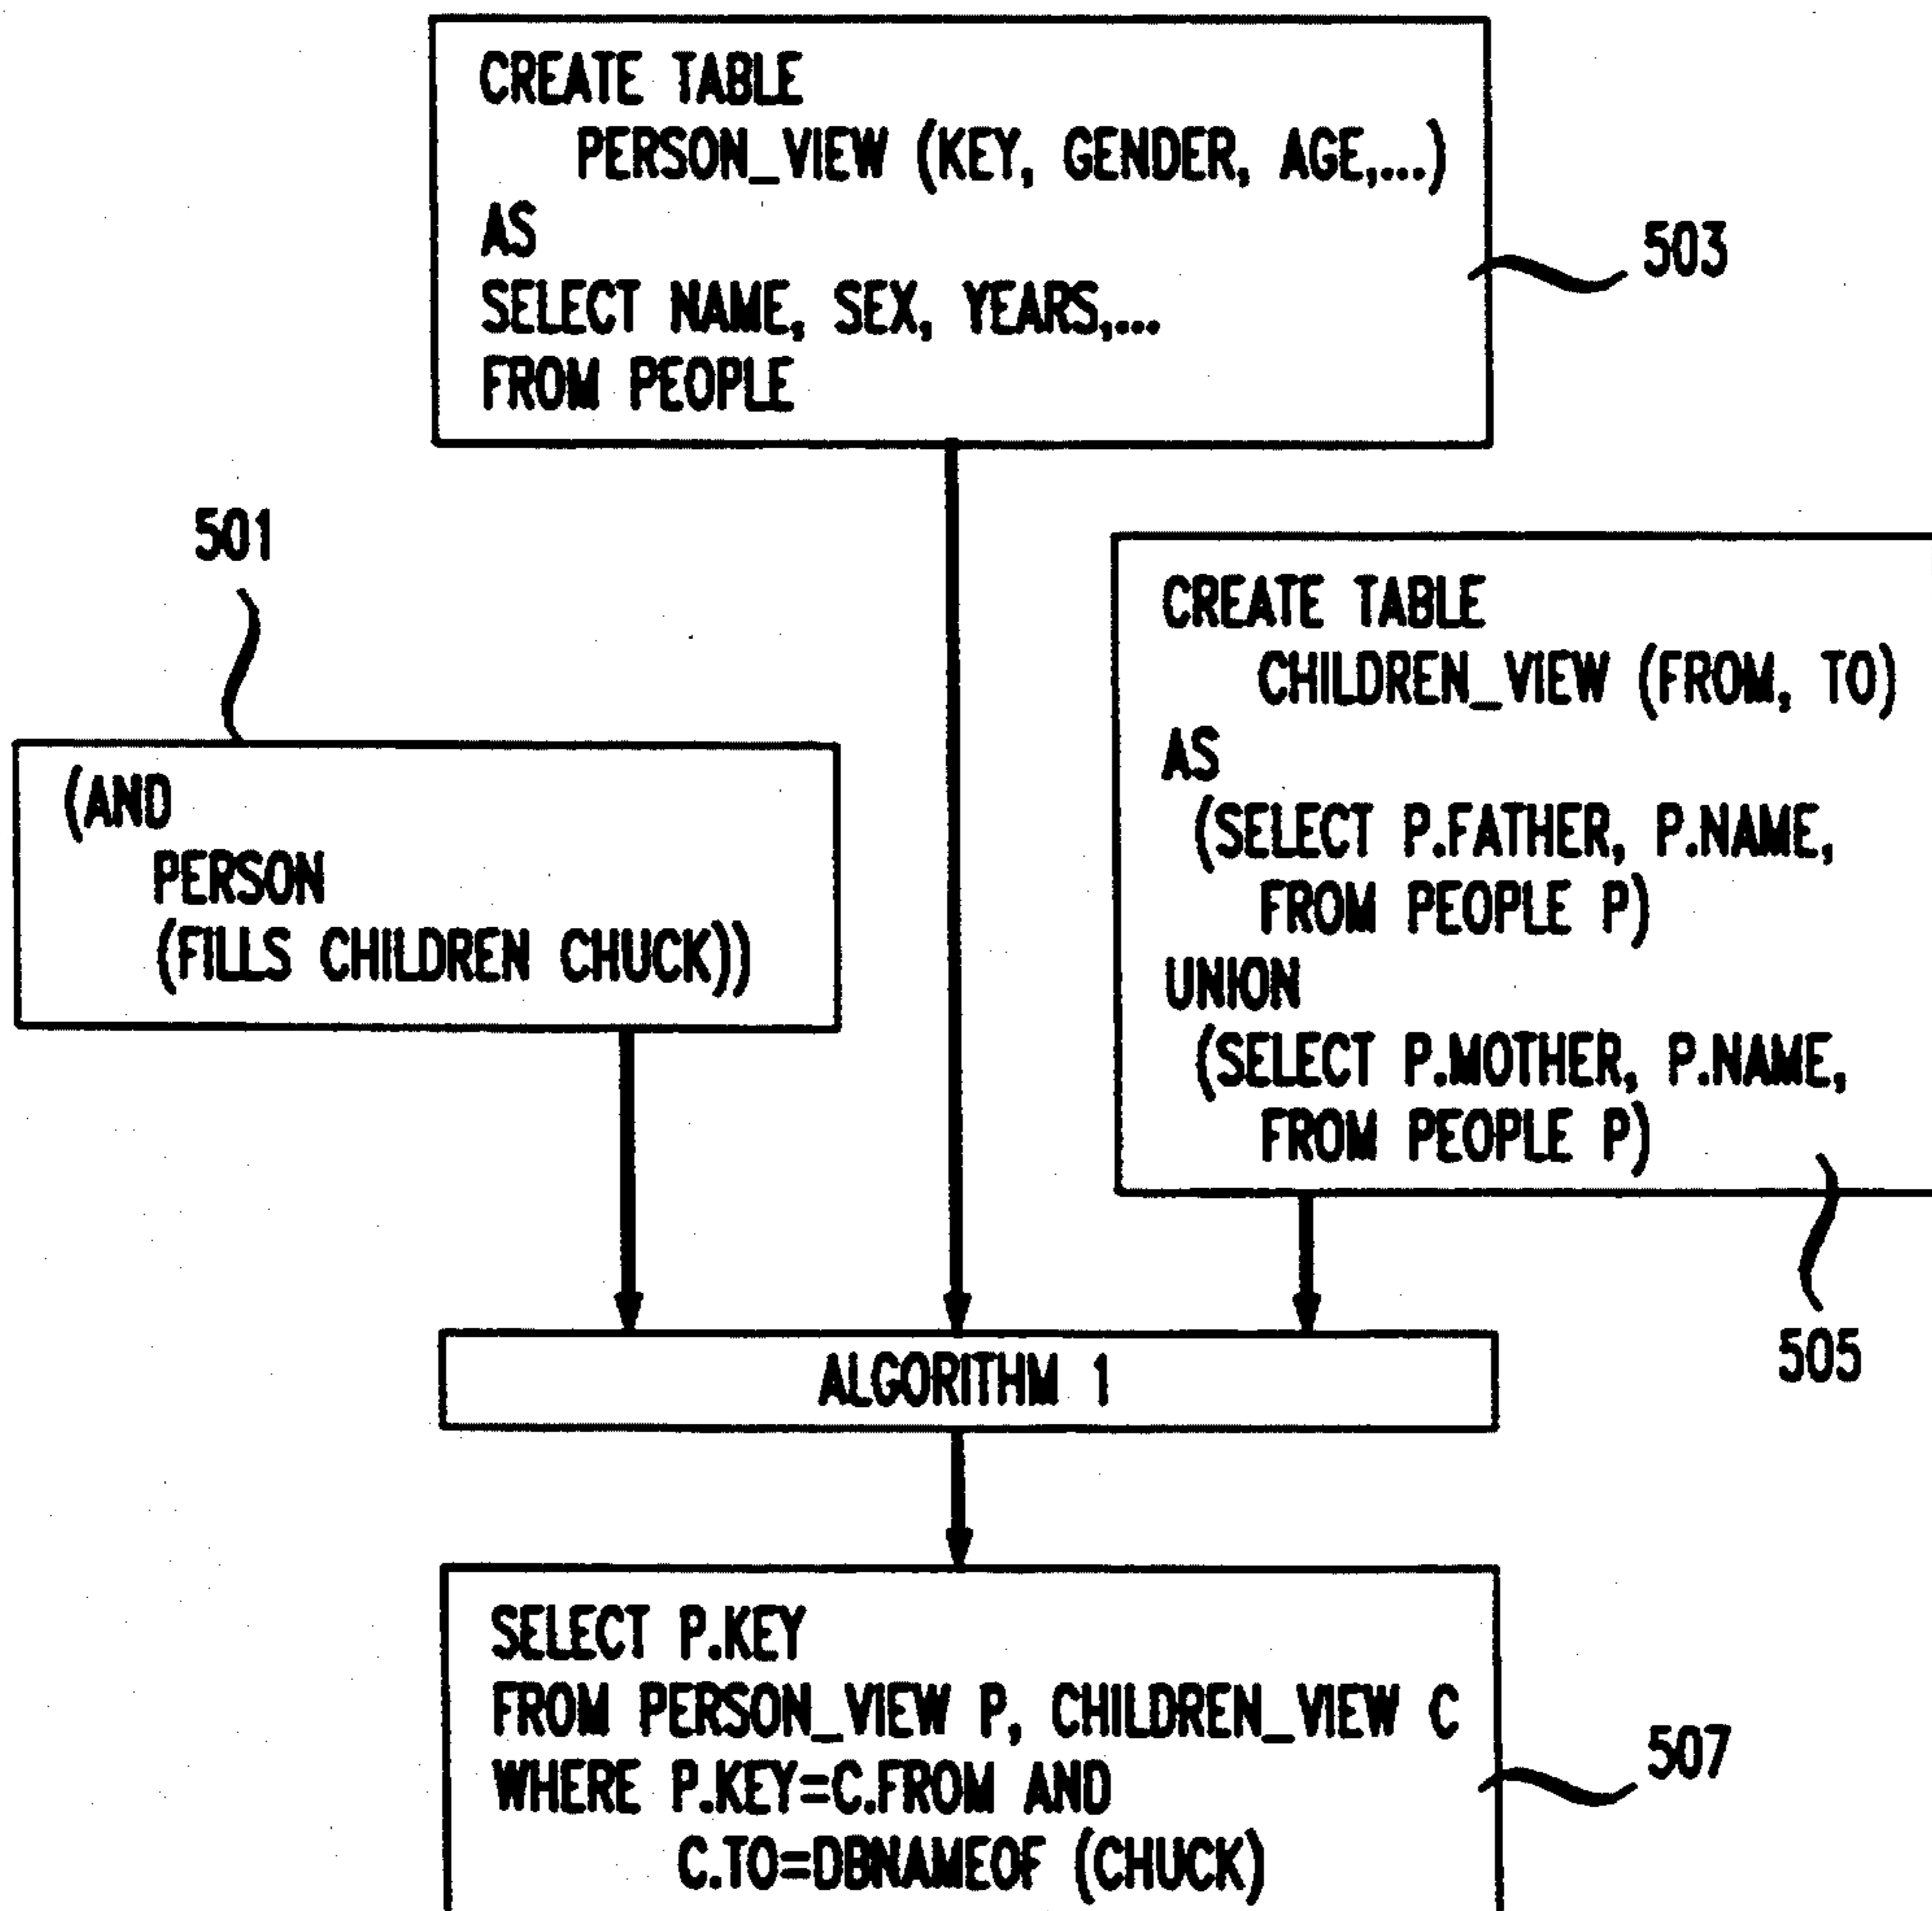 CREATE TABLE
PERSON_VIEW (KEY, GENDER, AGE,...)
AS
SELECT NAME, SEX, YEARS,...
FROM PEOPLE
503
501
(AND
PERSON
(FILLS CHILDREN CHUCK))
CREATE TABLE
CHILDREN_VIEW (FROM, TO)
AS
(SELECT P.FATHER, P.NAME,
FROM PEOPLE P)
UNION
(SELECT P.MOTHER, P.NAME,
FROM PEOPLE P)
505
ALGORITHM 1
SELECT P.KEY
FROM PERSON_VIEW P, CHILDREN_VIEW C
WHERE P.KEY=C.FROM AND
C.TO=DBNAMEOF (CHUCK)
507